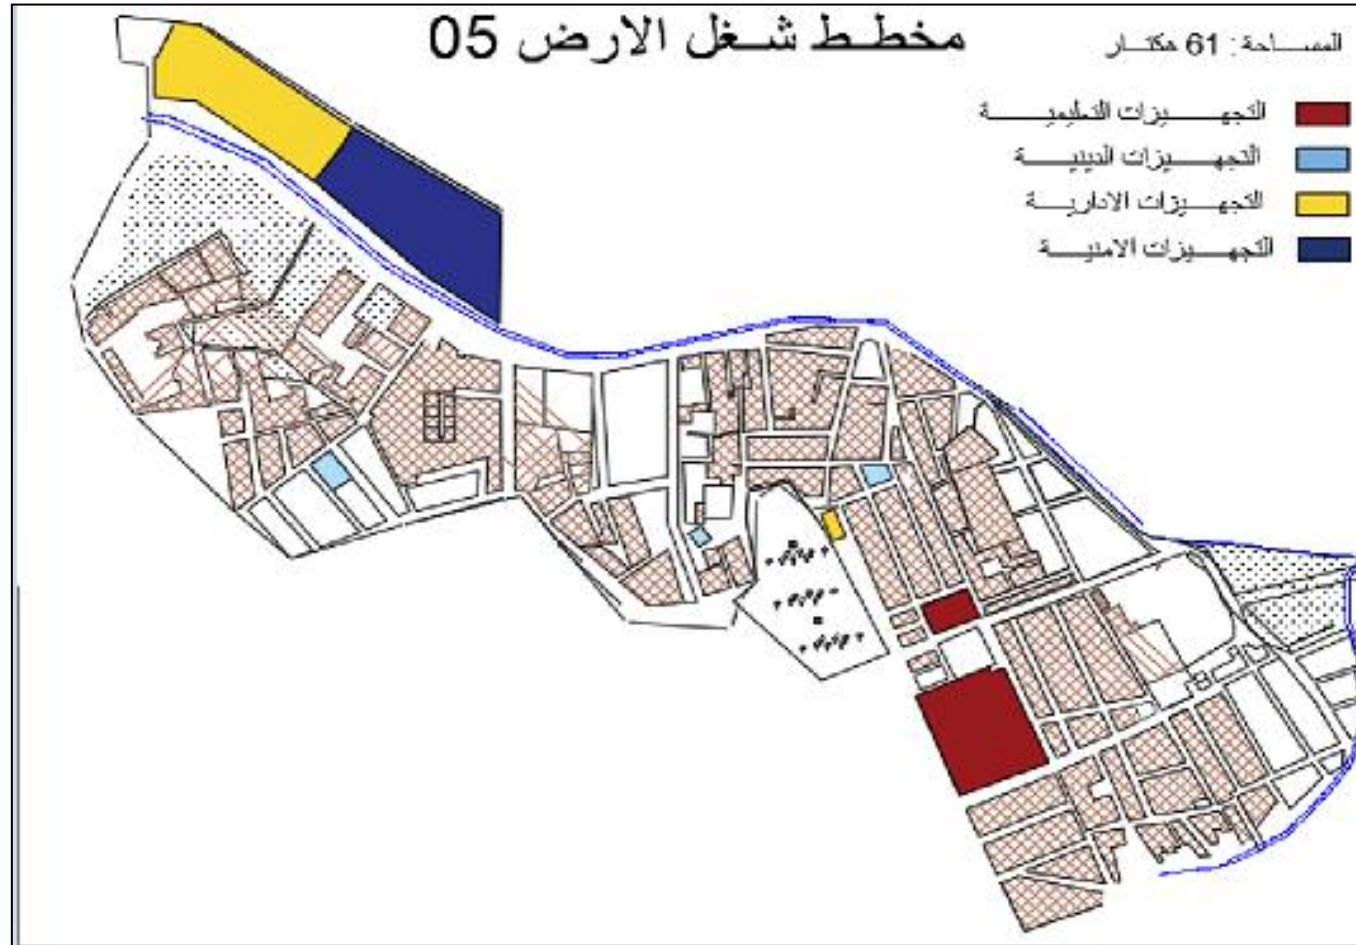 مخطط شغل الارض 05
المساحة : 61 هكتار
التجهيزات التعليمية
التجهيزات الدينية
التجهيزات الادارية
التجهيزات الامنية